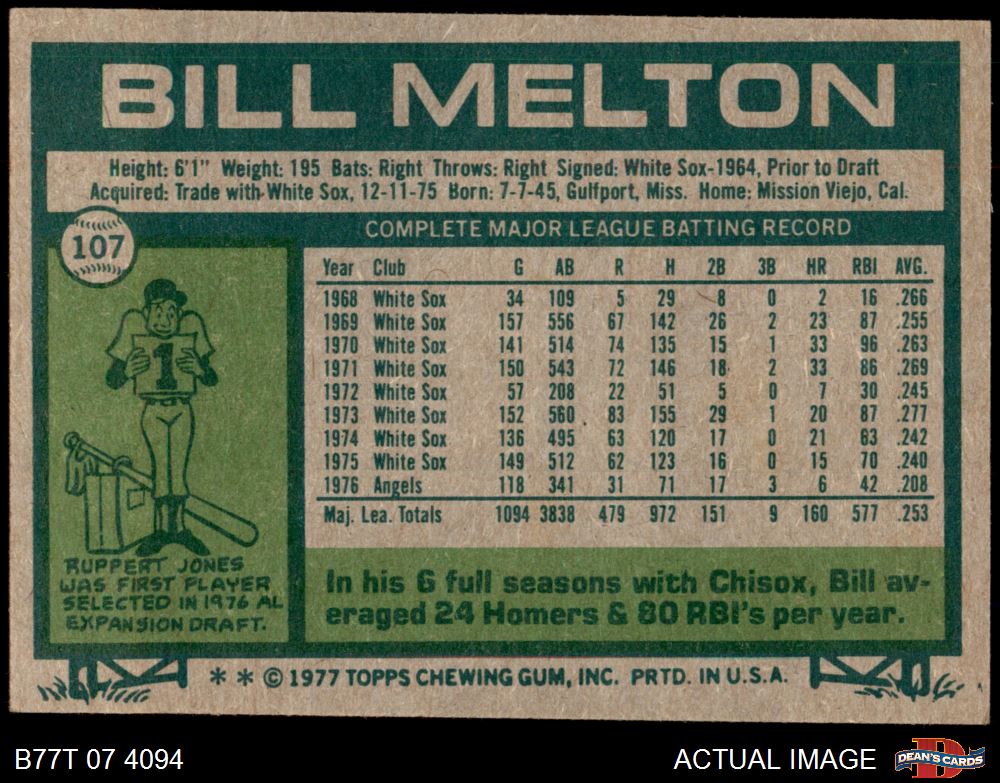 BILL MELTON
Height: 6'1" Weight: 195 Bats: Right Throws: Right Signed: White Sox-1964, Prior to Draft
Acquired: Trade with White Sox, 12-11-75 Born: 7-7-45, Gulfport, Miss. Home: Mission Viejo, Cal.
107
COMPLETE MAJOR LEAGUE BATTING RECORD
Year Club G AB R H 2B 3B HR RBI AVG.
1968 White Sox 34 109 5 29 8 0 2 16 .266
1969 White Sox 157 556 67 142 26 2 23 87 .255
1970 White Sox 141 514 74 135 15 1 33 96 .263
1971 White Sox 150 543 72 146 18 2 33 86 .269
1972 White Sox 57 208 22 51 5 0 7 30 .245
1973 White Sox 152 560 83 155 29 1 20 87 .277
1974 White Sox 136 495 63 120 17 0 21 63 .242
1975 White Sox 149 512 62 123 16 0 15 70 .240
1976 Angels 118 341 31 71 17 3 6 42 .208
Maj. Lea. Totals 1094 3838 479 972 151 9 160 577 .253
1
RUPPERT JONES
WAS FIRST PLAYER
SELECTED IN 1976 AL
EXPANSION DRAFT.
In his 6 full seasons with Chisox, Bill av-
eraged 24 Homers & 80 RBI's per year.
* * © 1977 TOPPS CHEWING GUM, INC. PRTD. IN U.S.A.
B77T 07 4094
ACTUAL IMAGE
D
DEAN'S CARDS